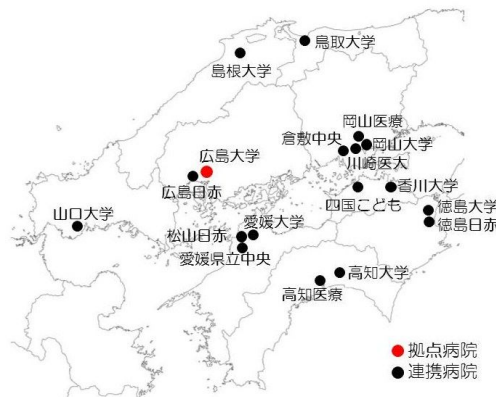 鳥取大学
島根大学
岡山医療
倉敷中央
岡山大学
川崎医大
広島大学
広島日赤
香川大学
四国こども
徳島大学
徳島日赤
山口大学
愛媛大学
松山日赤
愛媛県立中央
高知大学
高知医療
拠点病院
連携病院